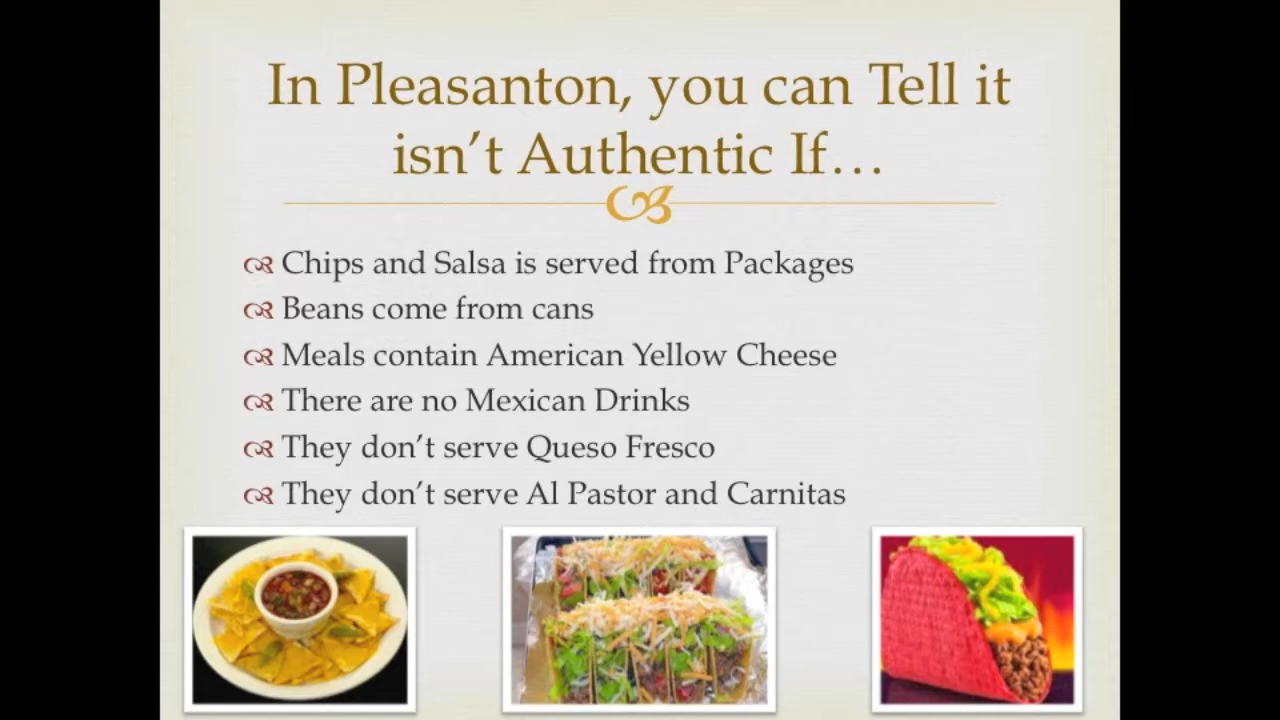 In Pleasanton, you can Tell it
isn’t Authentic If…
Chips and Salsa is served from Packages
Beans come from cans
Meals contain American Yellow Cheese
There are no Mexican Drinks
They don’t serve Queso Fresco
They don’t serve Al Pastor and Carnitas